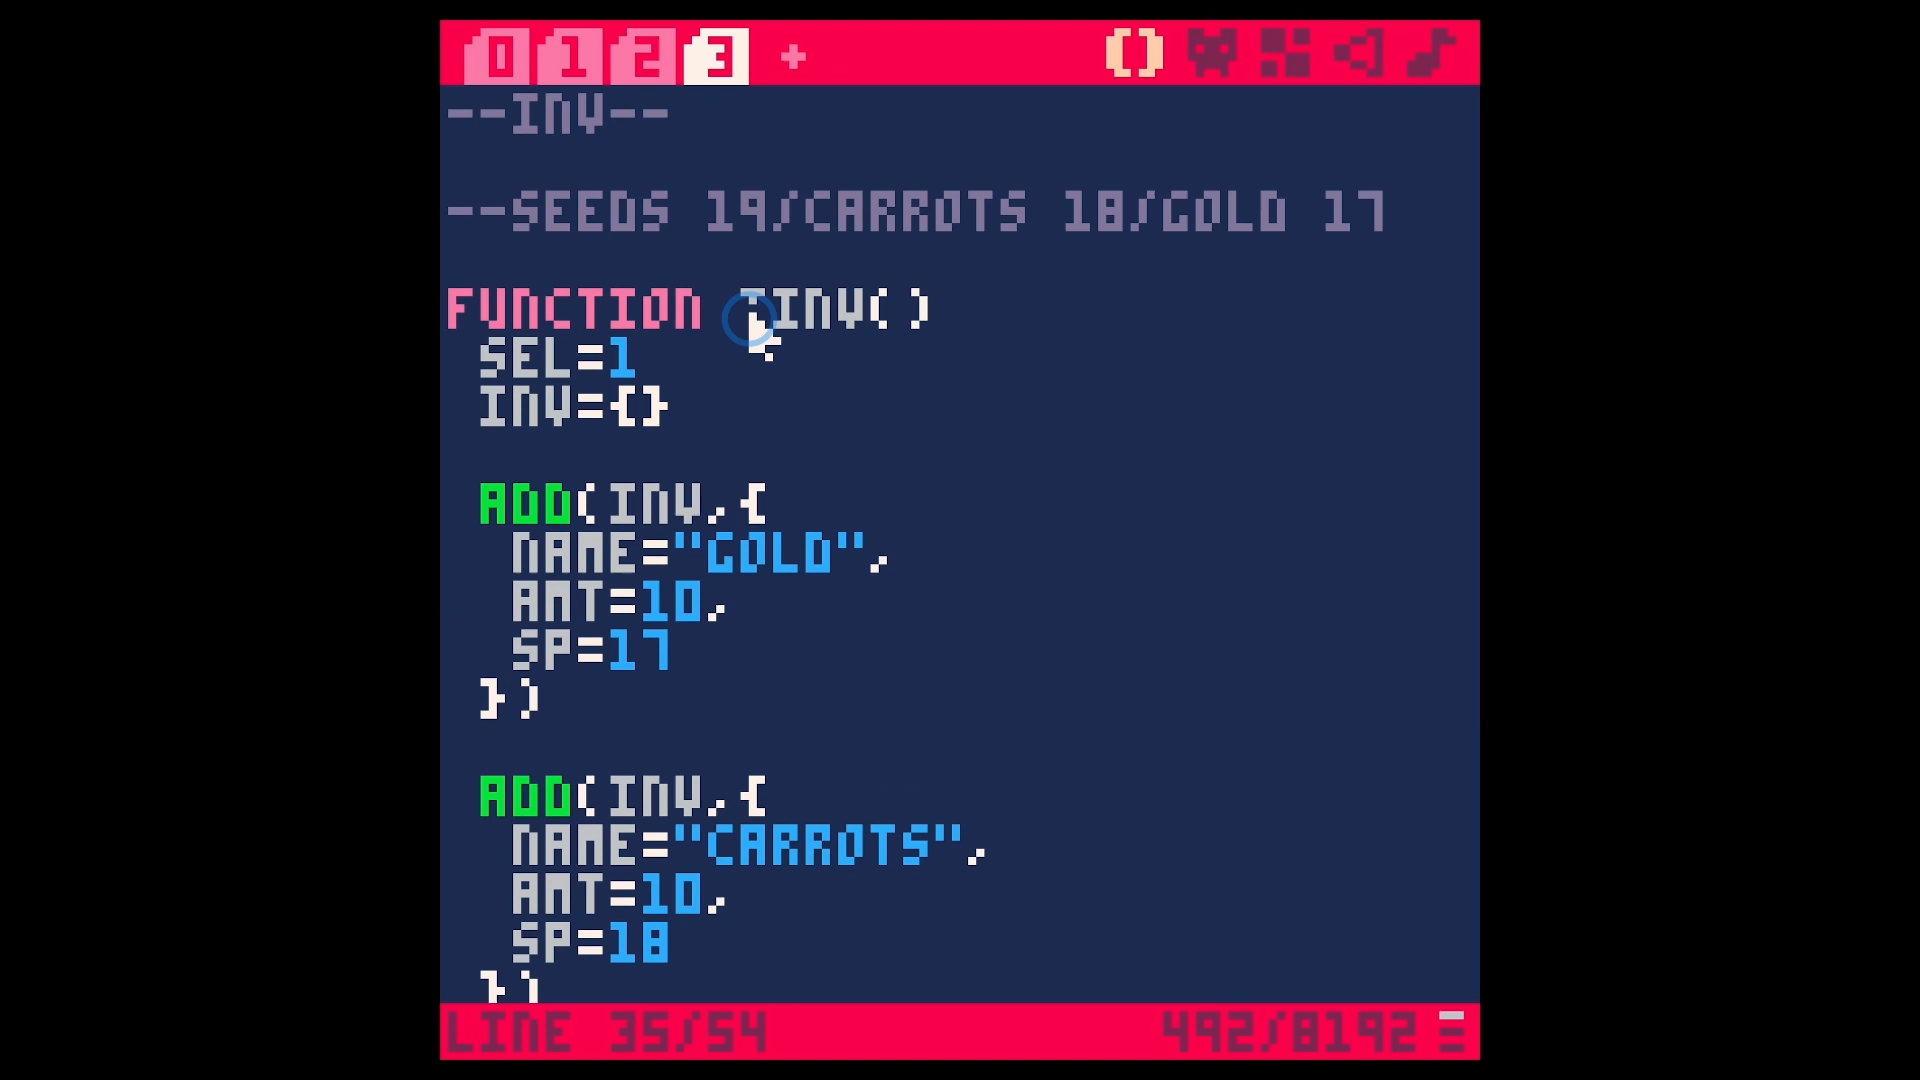 0 1 2 3 +
--INV--
--SEEDS 19/CARROTS 18/GOLD 17
FUNCTION INV()
SEL=1
INV={}
ADD(INV,{
NAME="GOLD",
AMT=10,
SP=17
})
ADD(INV,{
NAME="CARROTS",
AMT=10,
SP=18
})
LINE 35/54
492/8192